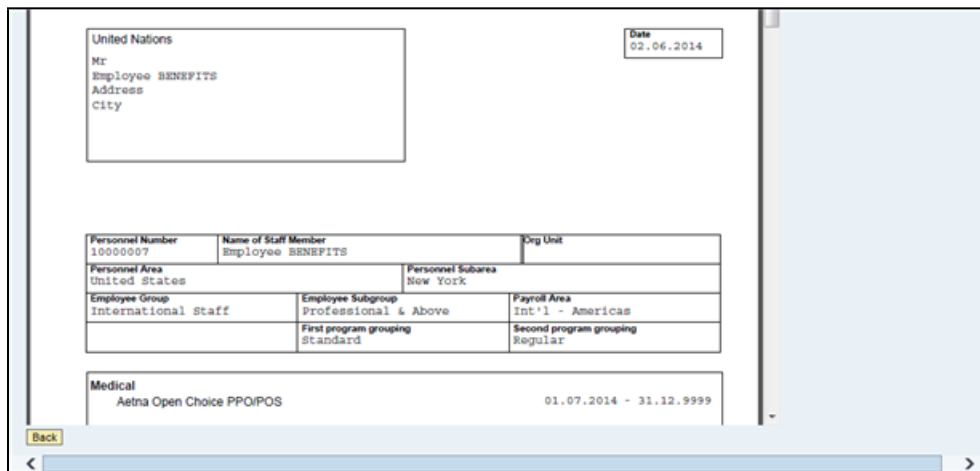 United Nations
Date
02.06.2014
Mr
Employee BENEFITS
Address
City
Personnel Number Name of Staff Member Org Unit
10000007 Employee BENEFITS
Personnel Area Personnel Subarea
United States New York
Employee Group Employee Subgroup Payroll Area
International Staff Professional & Above Int'l - Americas
First program grouping Second program grouping
Standard Regular
Medical
Aetna Open Choice PPO/POS 01.07.2014 - 31.12.9999
Back